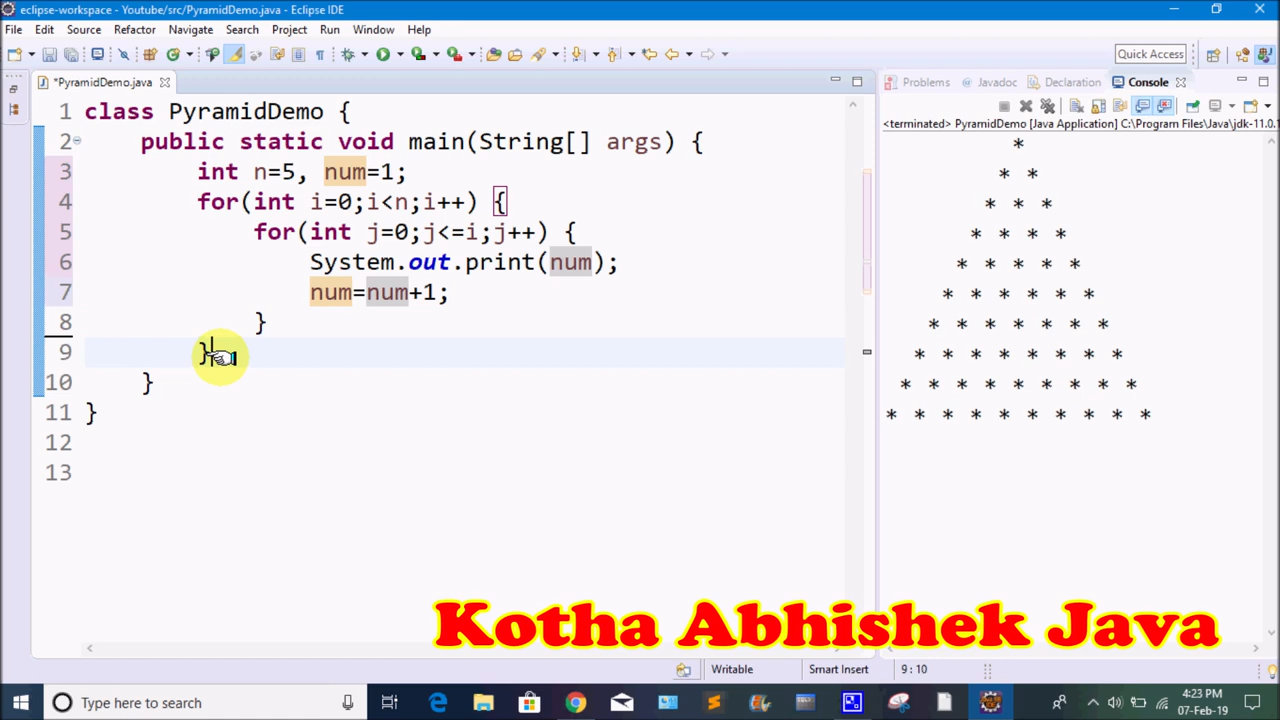 eclipse-workspace - Youtube/src/PyramidDemo.java - Eclipse IDE
File Edit Source Refactor Navigate Search Project Run Window Help
Quick Access
*PyramidDemo.java
Problems Javadoc Declaration Console
<terminated> PyramidDemo [Java Application] C:\Program Files\Java\jdk-11.0.1
1 class PyramidDemo {
2 public static void main(String[] args) {
3 int n=5, num=1;
4 for(int i=0;i<n;i++) {
5 for(int j=0;j<=i;j++) {
6 System.out.print(num);
7 num=num+1;
8 }
9 }
10 }
11 }
12
13
*
* *
* * *
* * * *
* * * * *
* * * * * *
* * * * * * *
* * * * * * * *
* * * * * * * * *
* * * * * * * * * *
Kotha Abhishek Java
Writable Smart Insert 9 : 10
Type here to search
4:23 PM
07-Feb-19